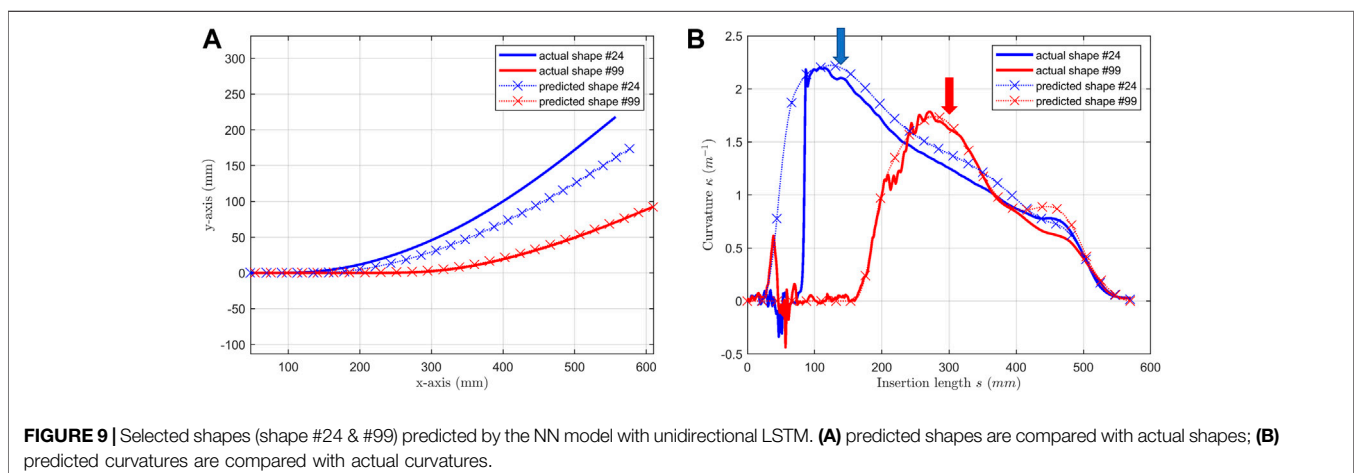 A
B
300
250
200
150
100
50
0
-50
-100
y-axis (mm)
100 200 300 400 500 600
x-axis (mm)
actual shape #24
actual shape #99
predicted shape #24
predicted shape #99
2.5
2
1.5
1
0.5
0
-0.5
Curvature κ (m⁻¹)
0 100 200 300 400 500 600
Insertion length s (mm)
actual shape #24
actual shape #99
predicted shape #24
predicted shape #99
FIGURE 9 | Selected shapes (shape #24 & #99) predicted by the NN model with unidirectional LSTM. (A) predicted shapes are compared with actual shapes; (B)
predicted curvatures are compared with actual curvatures.